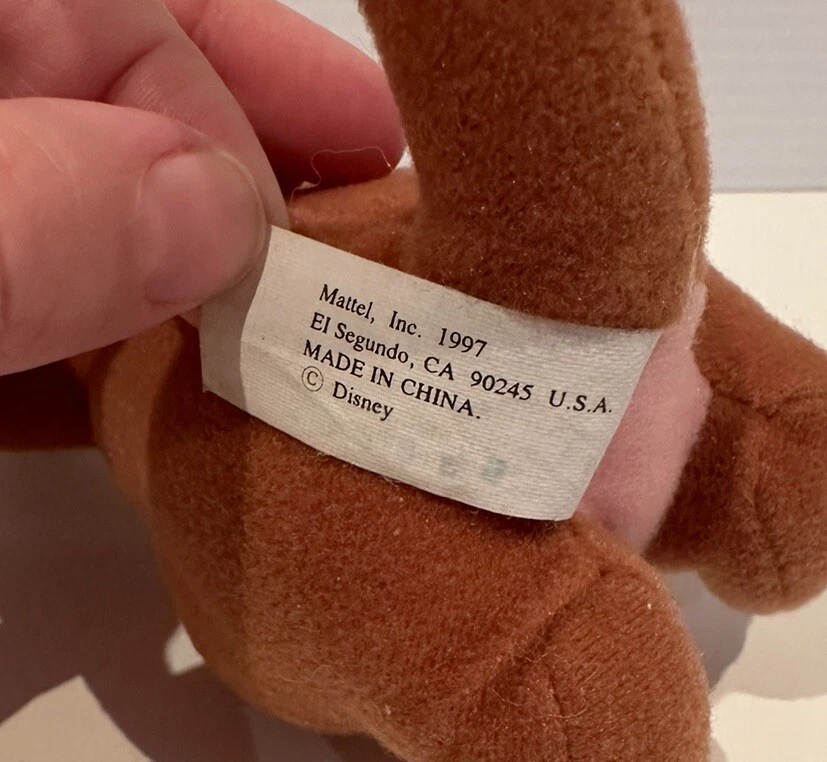 Mattel, Inc. 1997
El Segundo, CA 90245 U.S.A.
MADE IN CHINA.
© Disney